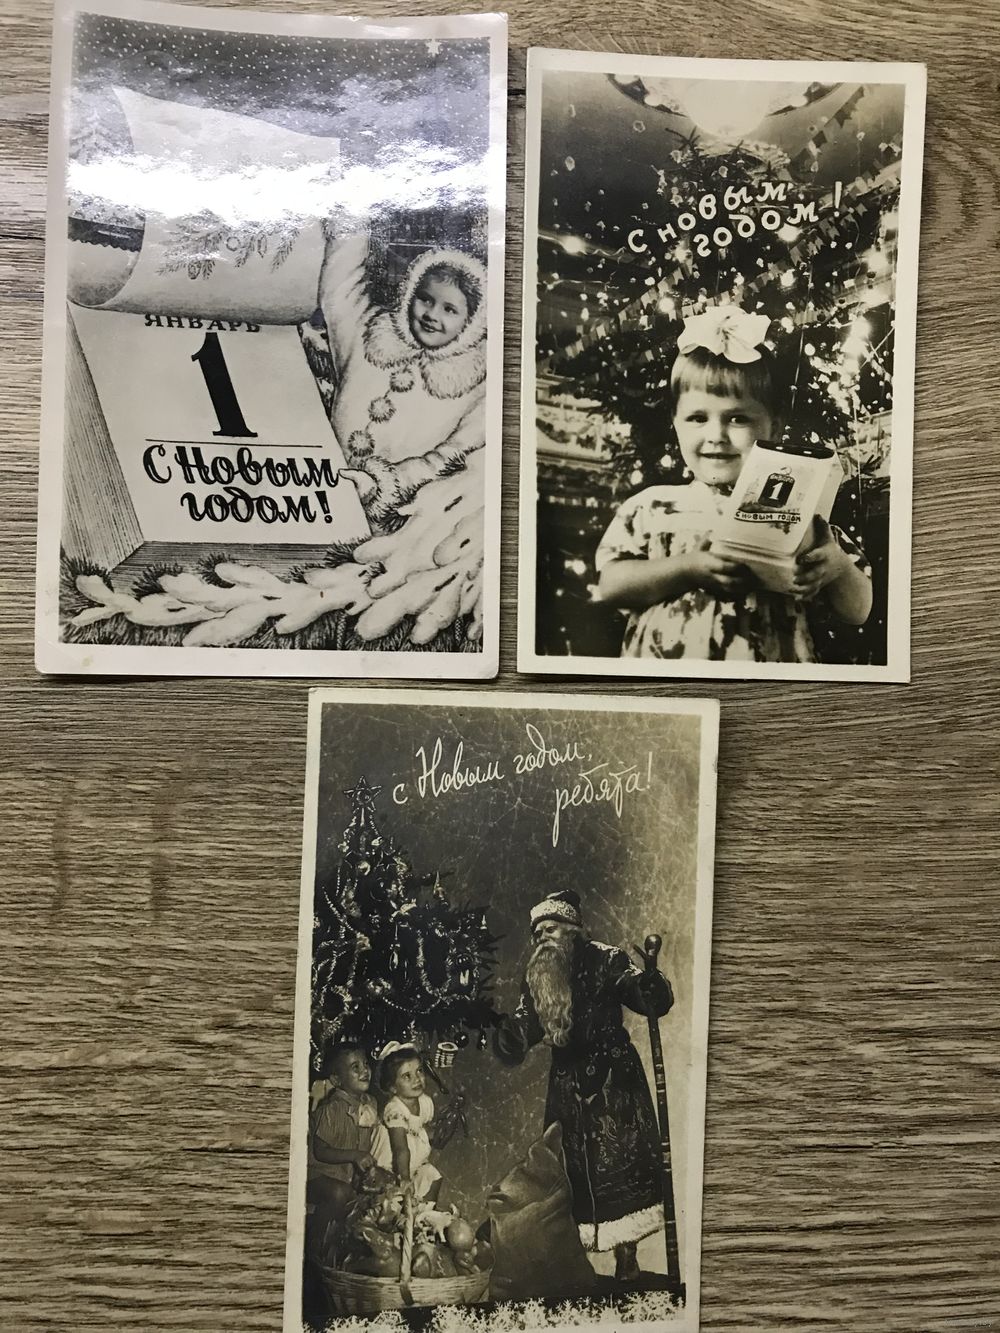 ЯНВАРЬ
1
С Новым
годом!
С НОВЫМ
ГОДОМ!
1
С НОВЫМ ГОДОМ
с Новым годом,
ребята!